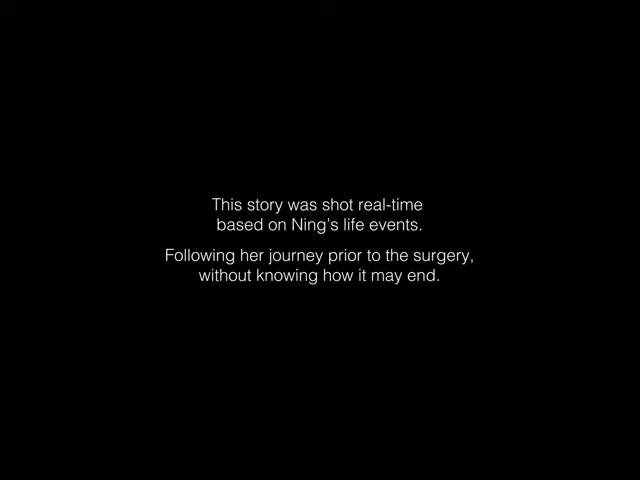 This story was shot real-time
based on Ning's life events.
Following her journey prior to the surgery,
without knowing how it may end.